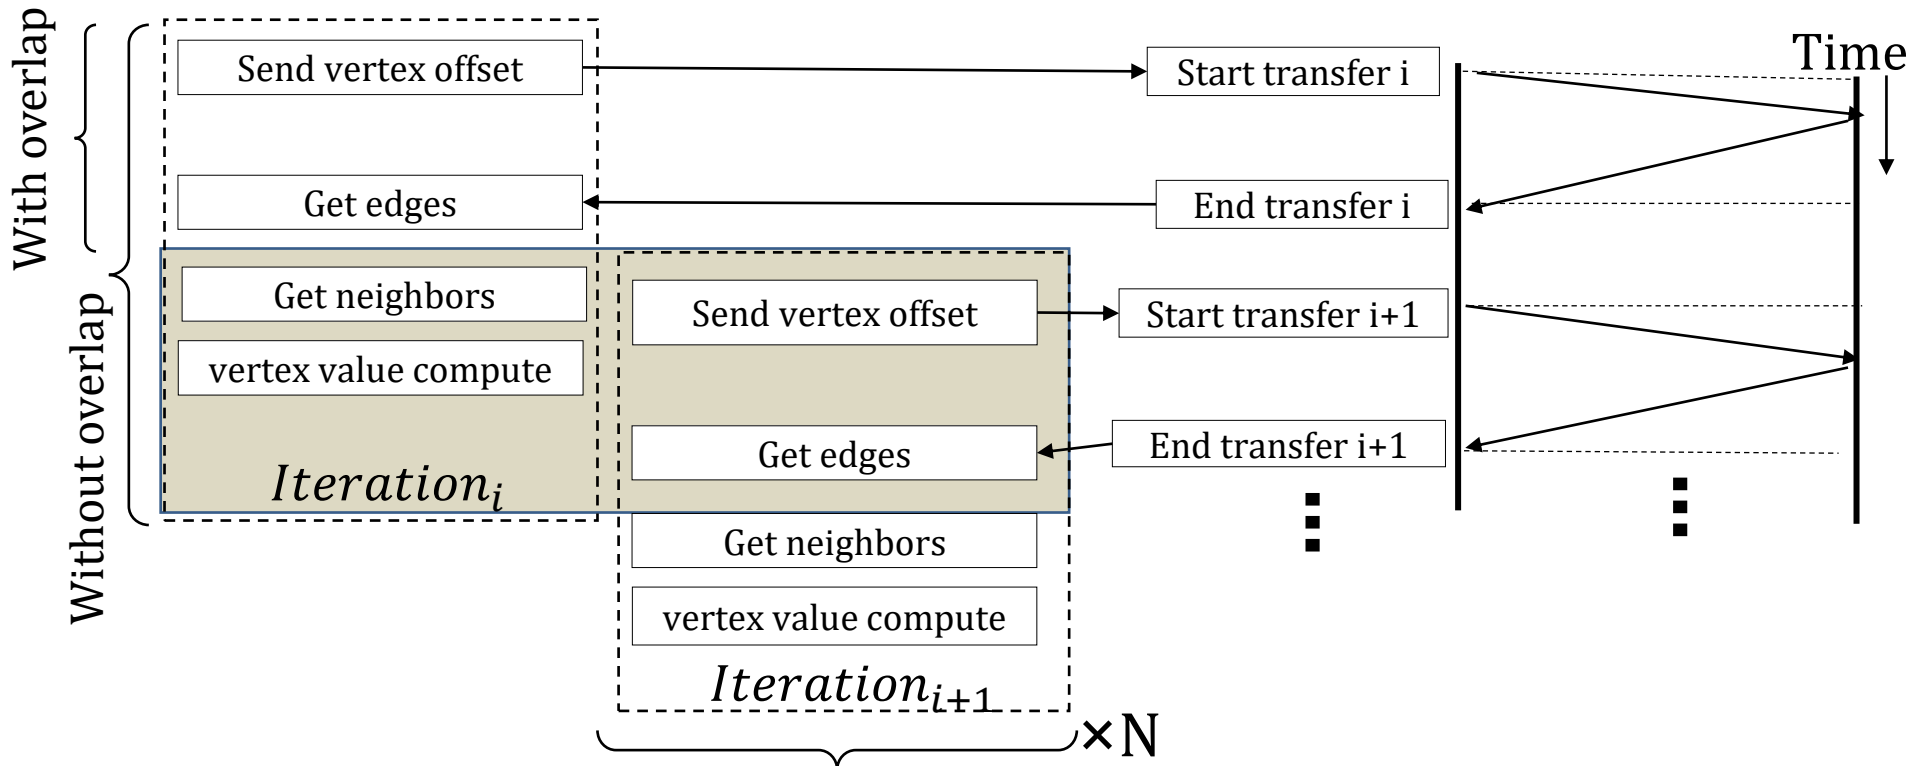 With overlap
Without overlap
Send vertex offset
Start transfer i
Time
Get edges
End transfer i
Get neighbors
Send vertex offset
Start transfer i+1
vertex value compute
Get edges
End transfer i+1
Iteration_i
Get neighbors
vertex value compute
Iteration_{i+1}
×N